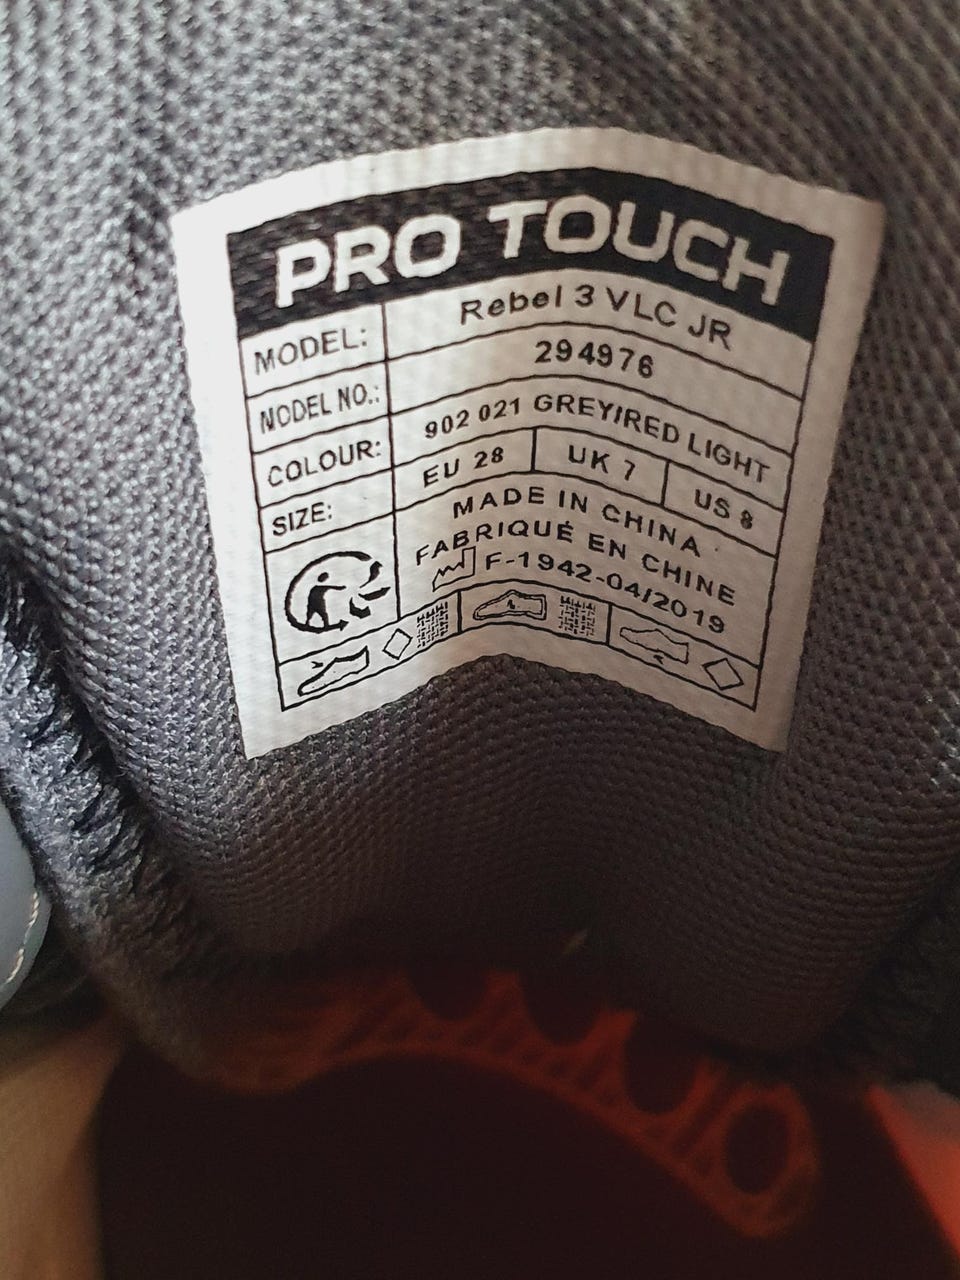 PRO TOUCH
MODEL: Rebel 3 VLC JR
MODEL NO.: 294976
COLOUR: 902 021 GREY/RED LIGHT
SIZE: EU 28 UK 7 US 8
MADE IN CHINA
FABRIQUÉ EN CHINE
F-1942-04/2019